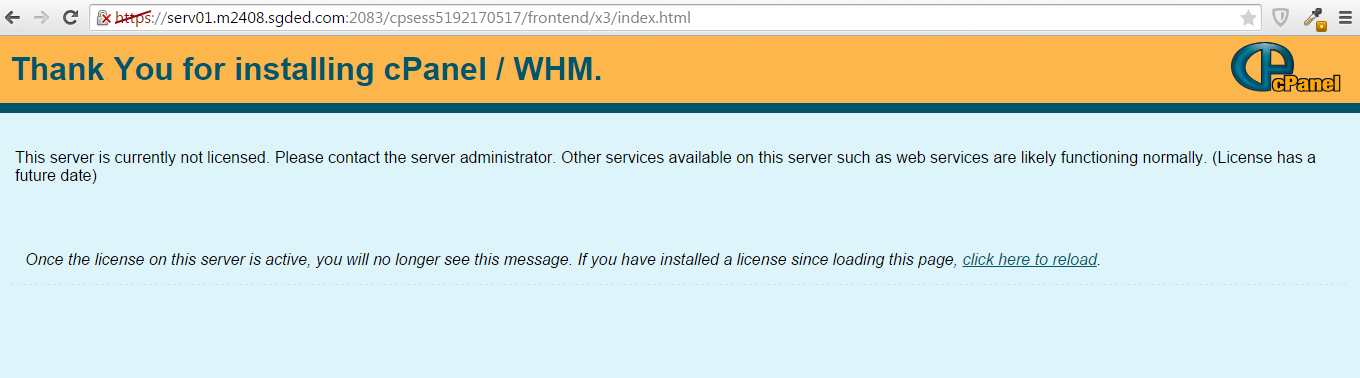 https://serv01.m2408.sgded.com:2083/cpsess5192170517/frontend/x3/index.html
Thank You for installing cPanel / WHM.
cPanel
This server is currently not licensed. Please contact the server administrator. Other services available on this server such as web services are likely functioning normally. (License has a
future date)
Once the license on this server is active, you will no longer see this message. If you have installed a license since loading this page, click here to reload.